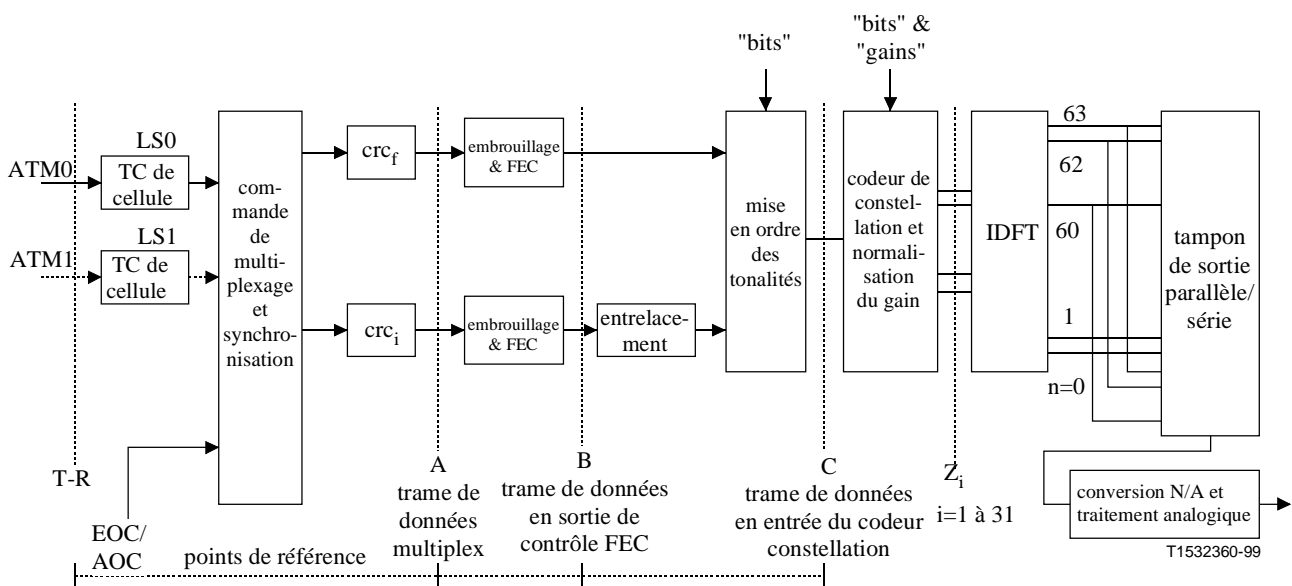 "bits"
"bits" &
"gains"
LS0
ATM0
TC de
cellule
LS1
ATM1
TC de
cellule
com-
mande
de
multi-
plexage
et
synchro-
nisation
crcf
embrouillage
& FEC
crci
embrouillage
& FEC
entrelace-
ment
mise
en ordre
des
tonalités
codeur de
constel-
lation et
normali-
sation
du gain
IDFT
63
62
60
1
n=0
tampon
de sortie
parallèle/
série
T-R
EOC/
AOC
A
trame de
données
multiplex
B
trame de données
en sortie de
contrôle FEC
C
trame de données
en entrée du codeur
constellation
Zi
i=1 à 31
conversion N/A et
traitement analogique
T1532360-99
points de référence